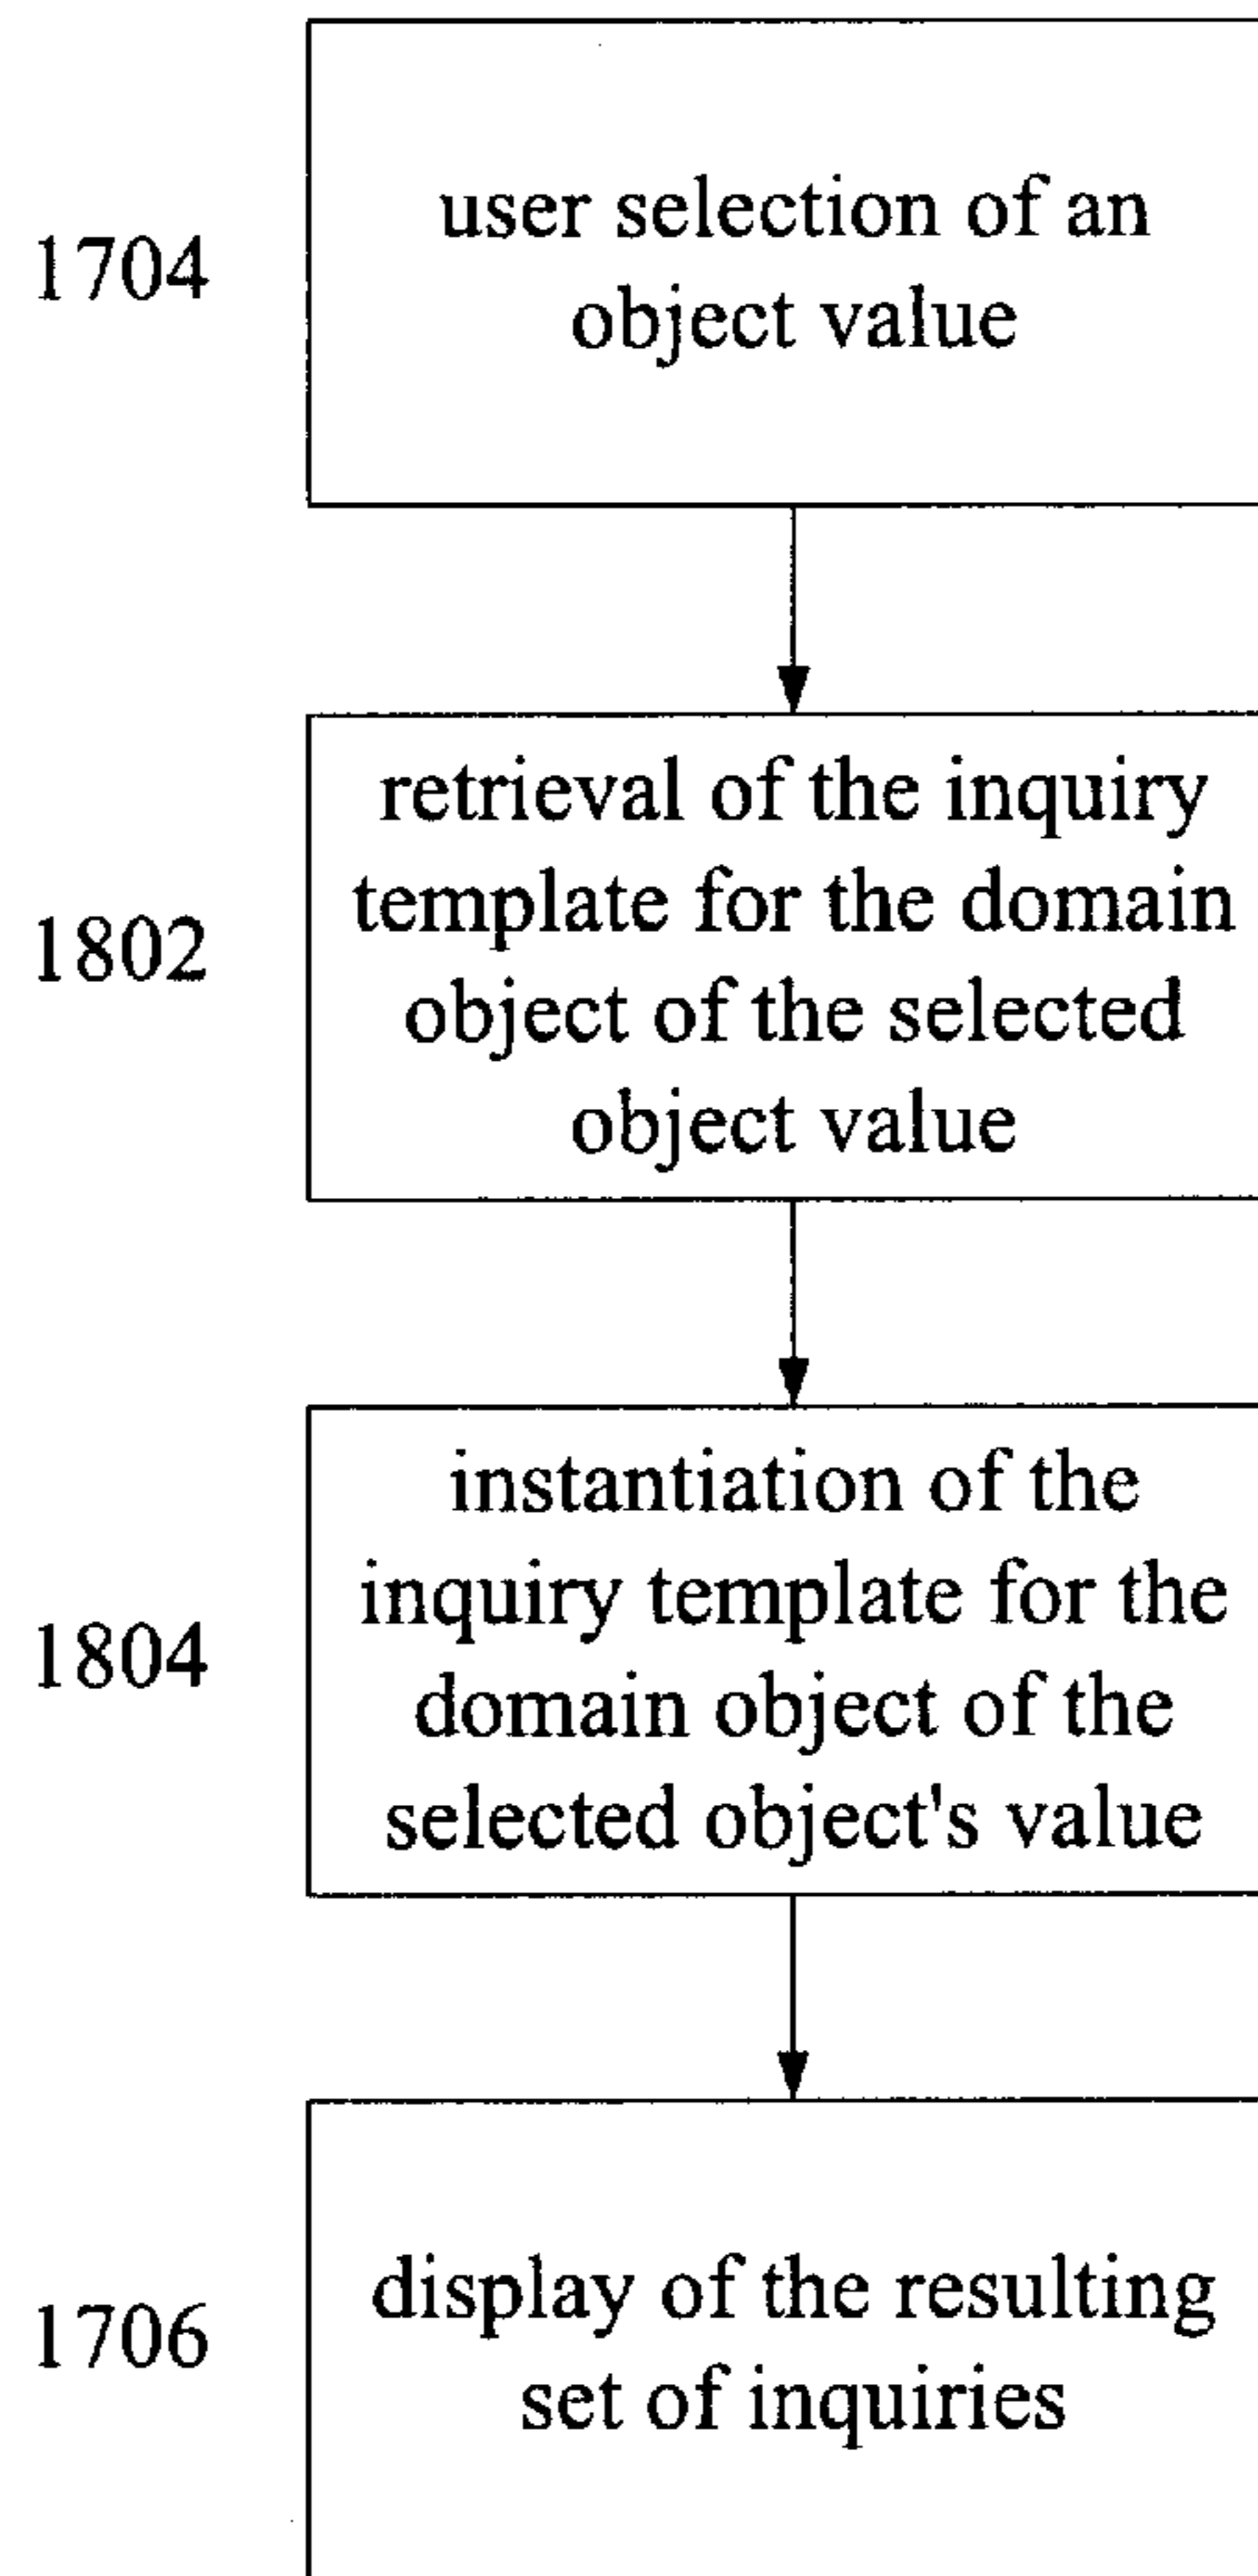 1704
user selection of an
object value
1802
retrieval of the inquiry
template for the domain
object of the selected
object value
1804
instantiation of the
inquiry template for the
domain object of the
selected object's value
1706
display of the resulting
set of inquiries